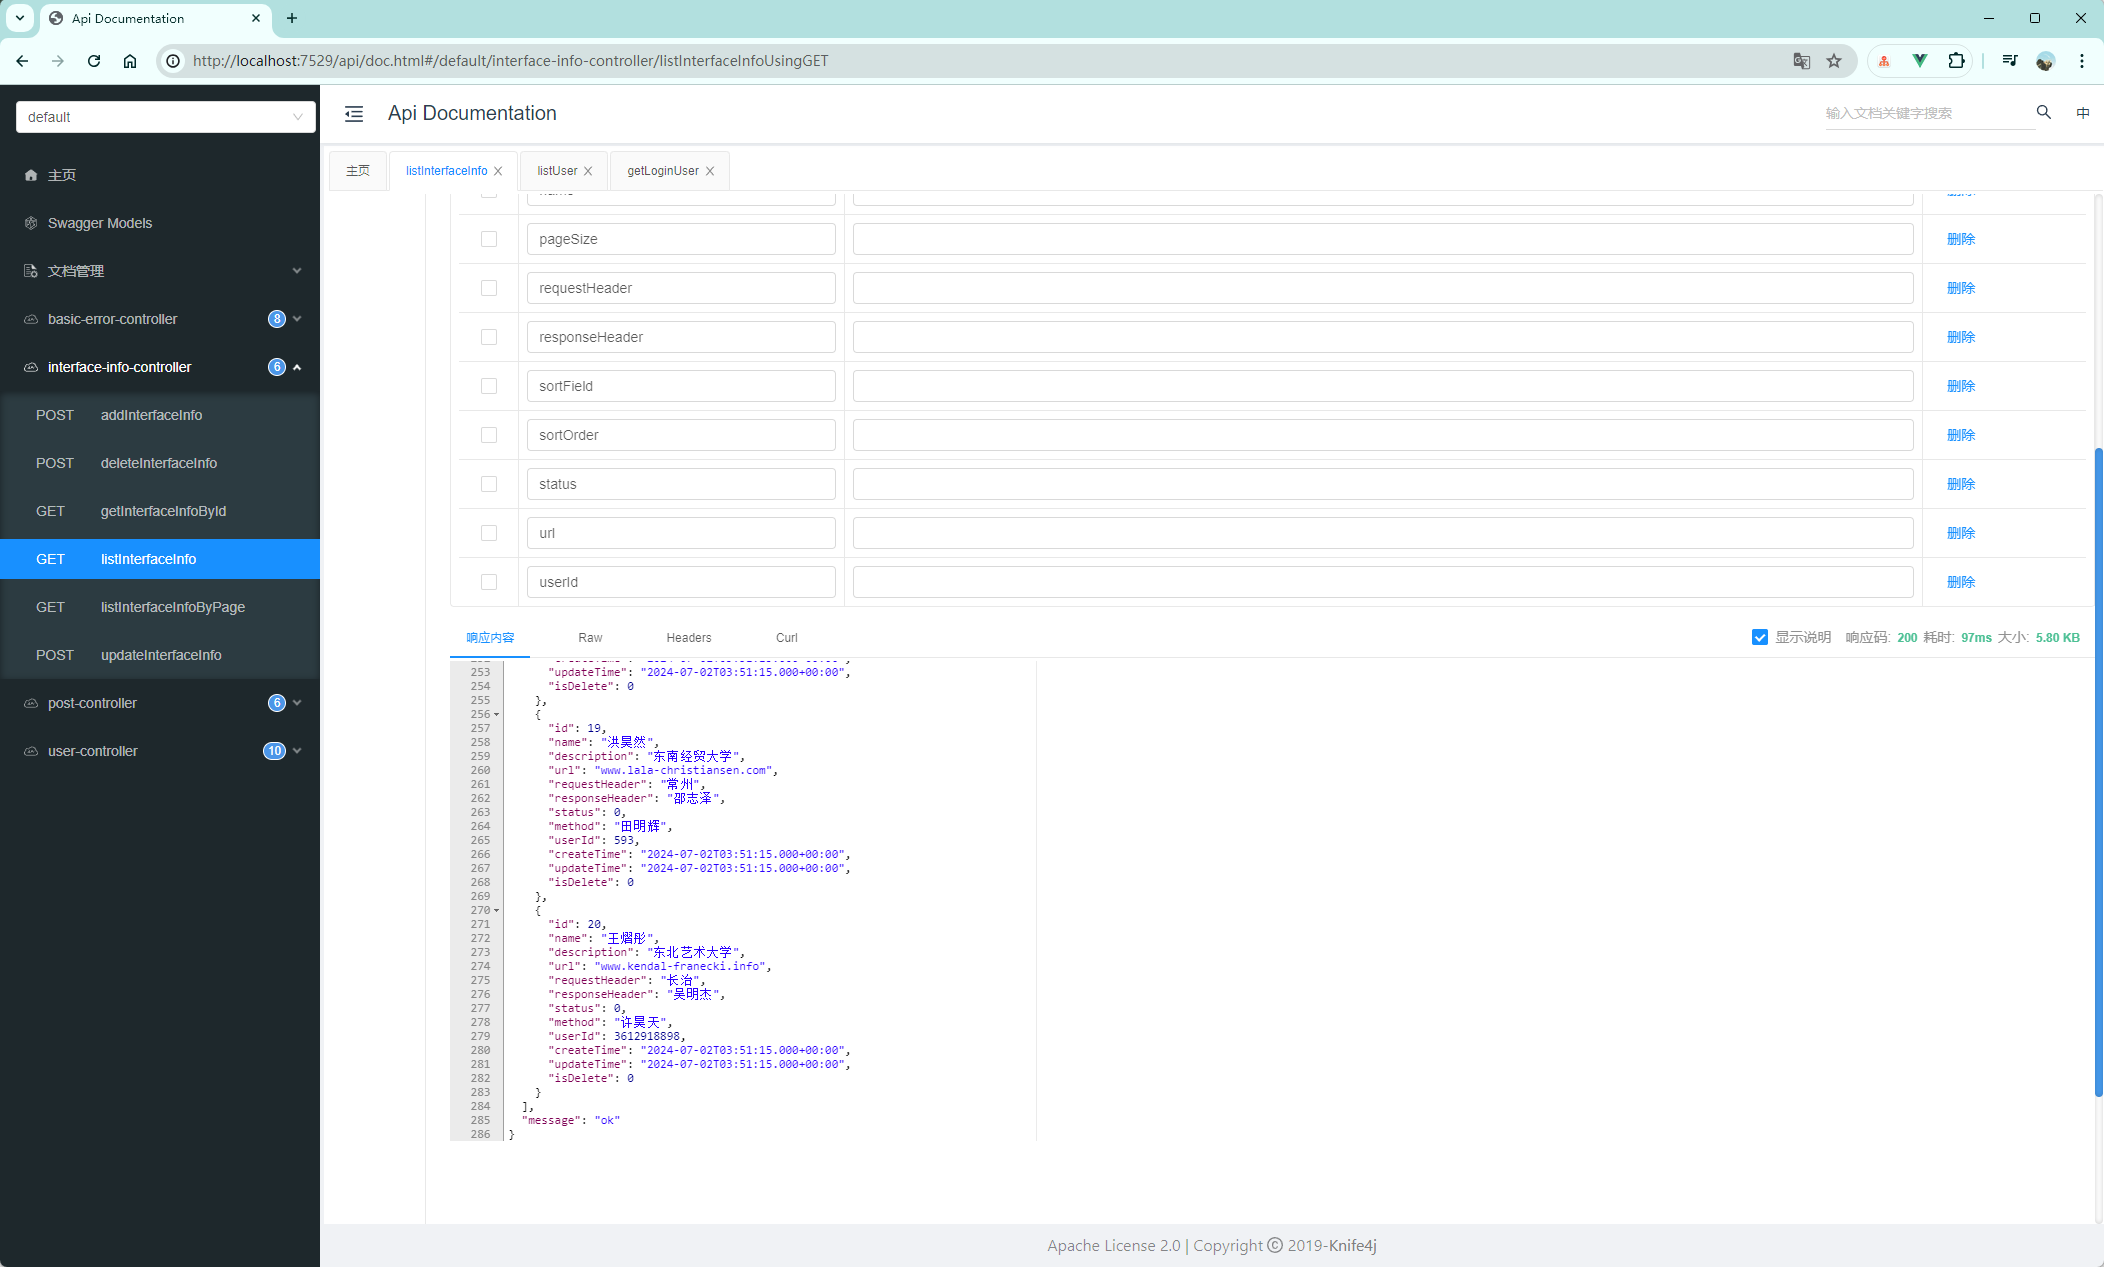 Api Documentation
http://localhost:7529/api/doc.html#/default/interface-info-controller/listInterfaceInfoUsingGET
default
Api Documentation
输入文档关键字搜索
中
主页
Swagger Models
文档管理
basic-error-controller 8
interface-info-controller 6
POST addInterfaceInfo
POST deleteInterfaceInfo
GET getInterfaceInfoById
GET listInterfaceInfo
GET listInterfaceInfoByPage
POST updateInterfaceInfo
post-controller 6
user-controller 10
主页 listInterfaceInfo listUser getLoginUser
pageSize 删除
requestHeader 删除
responseHeader 删除
sortField 删除
sortOrder 删除
status 删除
url 删除
userId 删除
响应内容 Raw Headers Curl
显示说明 响应码: 200 耗时: 97ms 大小: 5.80 KB
253 "updateTime": "2024-07-02T03:51:15.000+00:00",
254 "isDelete": 0
255 },
256 {
257 "id": 19,
258 "name": "洪昊然",
259 "description": "东南经贸大学",
260 "url": "www.lala-christiansen.com",
261 "requestHeader": "常州",
262 "responseHeader": "邵志泽",
263 "status": 0,
264 "method": "田明辉",
265 "userId": 593,
266 "createTime": "2024-07-02T03:51:15.000+00:00",
267 "updateTime": "2024-07-02T03:51:15.000+00:00",
268 "isDelete": 0
269 },
270 {
271 "id": 20,
272 "name": "王熠彤",
273 "description": "东北艺术大学",
274 "url": "www.kendal-franecki.info",
275 "requestHeader": "长治",
276 "responseHeader": "吴明杰",
277 "status": 0,
278 "method": "许昊天",
279 "userId": 3612918898,
280 "createTime": "2024-07-02T03:51:15.000+00:00",
281 "updateTime": "2024-07-02T03:51:15.000+00:00",
282 "isDelete": 0
283 }
284 ],
285 "message": "ok"
286 }
Apache License 2.0 | Copyright © 2019-Knife4j